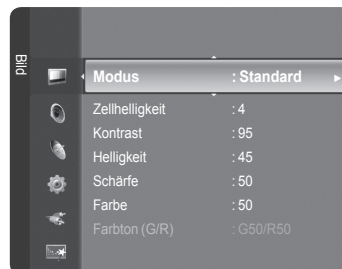 Bild
Modus : Standard
Zellhelligkeit : 4
Kontrast : 95
Helligkeit : 45
Schärfe : 50
Farbe : 50
Farbton (G/R) : G50/R50